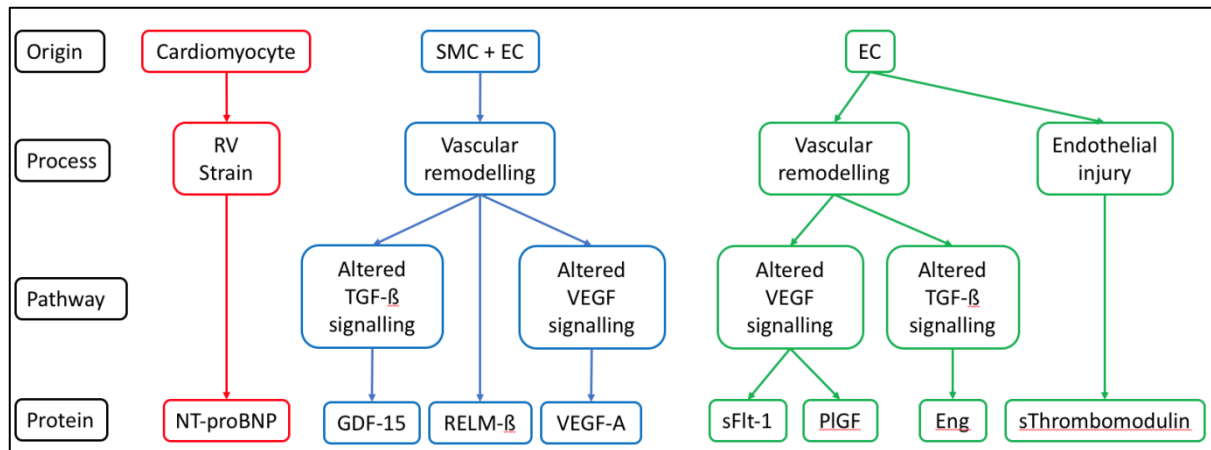 Origin
Cardiomyocyte
SMC + EC
EC
Process
RV
Strain
Vascular
remodelling
Vascular
remodelling
Endothelial
injury
Pathway
Altered
TGF-ß
signalling
Altered
VEGF
signalling
Altered
VEGF
signalling
Altered
TGF-ß
signalling
Protein
NT-proBNP
GDF-15
RELM-ß
VEGF-A
sFlt-1
PlGF
Eng
sThrombomodulin